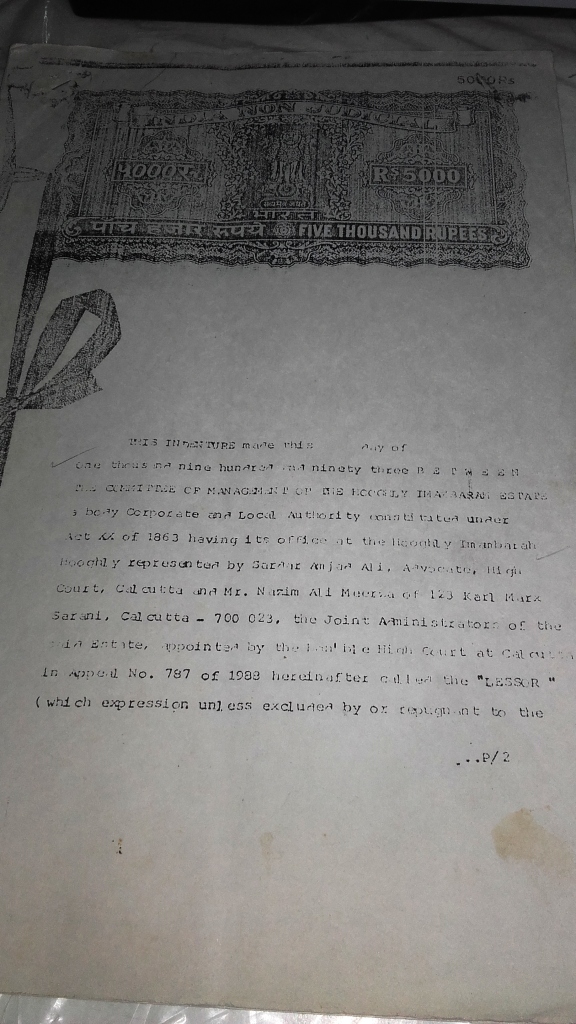 INDIA NON JUDICIAL
Rs 5000
सत्यमेव जयते
भारत
पाँच हजार रुपये FIVE THOUSAND RUPEES
THIS INDENTURE made this day of
one thousand nine hundred and ninety three B E T W E E N
THE COMMITTEE OF MANAGEMENT OF THE HOOGHLY IMAMBARAH ESTATE
a body Corporate and Local Authority constituted under
Act XX of 1863 having its office at the Hooghly Imambarah
Hooghly represented by Sardar Amjad Ali, Advocate, High
Court, Calcutta and Mr. Nazim Ali Meerza of 123 Karl Marx
Sarani, Calcutta - 700 023, the Joint Administrators of the
said Estate, appointed by the Hon'ble High Court at Calcutta
in Appeal No. 787 of 1988 hereinafter called the "LESSOR"
(which expression unless excluded by or repugnant to the
...P/2